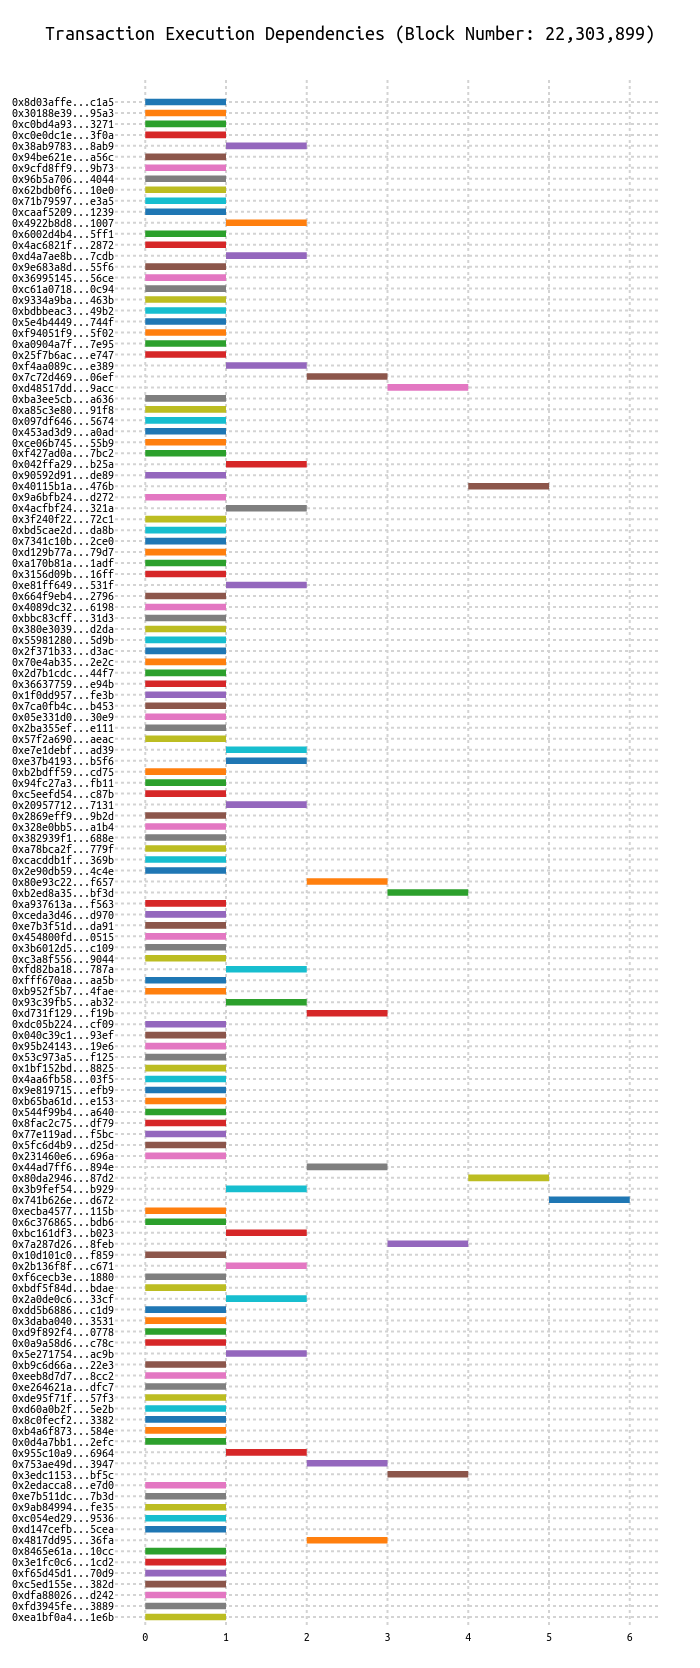 Transaction Execution Dependencies (Block Number: 22,303,899)
0x8d03affe...c1a5
0x30188e39...95a3
0xc0bd4a93...3271
0xc0e0dc1e...3f0a
0x38ab9783...8ab9
0x94be621e...a56c
0x9cfd8ff9...9b73
0x96b5a706...4044
0x62bdb0f6...10e0
0x71b79597...e3a5
0xcaaf5209...1239
0x4922b8d8...1007
0x6002d4b4...5ff1
0x4ac6821f...2872
0xd4a7ae8b...7cdb
0x9e683a8d...55f6
0x36995145...56ce
0xc61a0718...0c94
0x9334a9ba...463b
0xbdbbeac3...49b2
0x5e4b4449...744f
0xf94051f9...5f02
0xa0904a7f...7e95
0x25f7b6ac...e747
0xf4aa089c...e389
0x7c72d469...06ef
0xd48517dd...9acc
0xba3ee5cb...a636
0xa85c3e80...91f8
0x097df646...5674
0x453ad3d9...a0ad
0xce06b745...55b9
0xf427ad0a...7bc2
0x042ffa29...b25a
0x90592d91...de89
0x40115b1a...476b
0x9a6bfb24...d272
0x4acfbf24...321a
0x3f240f22...72c1
0xbd5cae2d...da8b
0x7341c10b...2ce0
0xd129b77a...79d7
0xa170b81a...1adf
0x3156d09b...16ff
0xe81ff649...531f
0x664f9eb4...2796
0x4089dc32...6198
0xbbc83cff...31d3
0x380e3039...d2da
0x55981280...5d9b
0x2f371b33...d3ac
0x70e4ab35...2e2c
0x2d7b1cdc...44f7
0x36637759...e94b
0x1f0dd957...fe3b
0x7ca0fb4c...b453
0x05e331d0...30e9
0x2ba355ef...e111
0x57f2a690...aeac
0xe7e1debf...ad39
0xe37b4193...b5f6
0xb2bdff59...cd75
0x94fc27a3...fb11
0xc5eefd54...c87b
0x20957712...7131
0x2869eff9...9b2d
0x328e0bb5...a1b4
0x382939f1...688e
0xa78bca2f...779f
0xcacddb1f...369b
0x2e90db59...4c4e
0x80e93c22...f657
0xb2ed8a35...bf3d
0xa937613a...f563
0xceda3d46...d970
0xe7b3f51d...da91
0x454800fd...0515
0x3b6012d5...c109
0xc3a8f556...9044
0xfd82ba18...787a
0xfff670aa...aa5b
0xb952f5b7...4fae
0x93c39fb5...ab32
0xd731f129...f19b
0xdc05b224...cf09
0x040c39c1...93ef
0x95b24143...19e6
0x53c973a5...f125
0x1bf152bd...8825
0x4aa6fb58...03f5
0x9e819715...efb9
0xb65ba61d...e153
0x544f99b4...a640
0x8fac2c75...df79
0x77e119ad...f5bc
0x5fc6d4b9...d25d
0x231460e6...696a
0x44ad7ff6...894e
0x80da2946...87d2
0x3b9fef54...b929
0x741b626e...d672
0xecba4577...115b
0x6c376865...bdb6
0xbc161df3...b023
0x7a287d26...8feb
0x10d101c0...f859
0x2b136f8f...c671
0xf6cecb3e...1880
0xbdf5f84d...bdae
0x2a0de0c6...33cf
0xdd5b6886...c1d9
0x3daba040...3531
0xd9f892f4...0778
0x0a9a58d6...c78c
0x5e271754...ac9b
0xb9c6d66a...22e3
0xeeb8d7d7...8cc2
0xe264621a...dfc7
0xde95f71f...57f3
0xd60a0b2f...5e2b
0x8c0fecf2...3382
0xb4a6f873...584e
0x0d4a7bb1...2efc
0x955c10a9...6964
0x753ae49d...3947
0x3edc1153...bf5c
0x2edacca8...e7d0
0xe7b511dc...7b3d
0x9ab84994...fe35
0xc054ed29...9536
0xd147cefb...5cea
0x4817dd95...36fa
0x8465e61a...10cc
0x3e1fc0c6...1cd2
0xf65d45d1...70d9
0xc5ed155e...382d
0xdfa88026...d242
0xfd3945fe...3889
0xea1bf0a4...1e6b
0 1 2 3 4 5 6